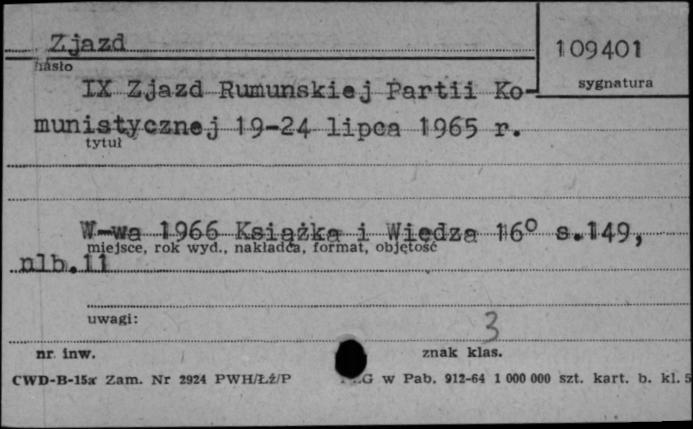 Zjazd
109401
hasło
sygnatura
IX Zjazd Rumunskiej Partii Ko-
munistycznej 19-24 lipca 1965 r.
tytuł
W-wa 1966 Książka i Wiedza 16° s.149,
miejsce, rok wyd., nakładca, format, objętość
nlb.11
uwagi:
3
nr. inw.
znak klas.
CWD-B-15a Zam. Nr 2924 PWH/Łź/P G w Pab. 912-64 1 000 000 szt. kart. b. kl. 5